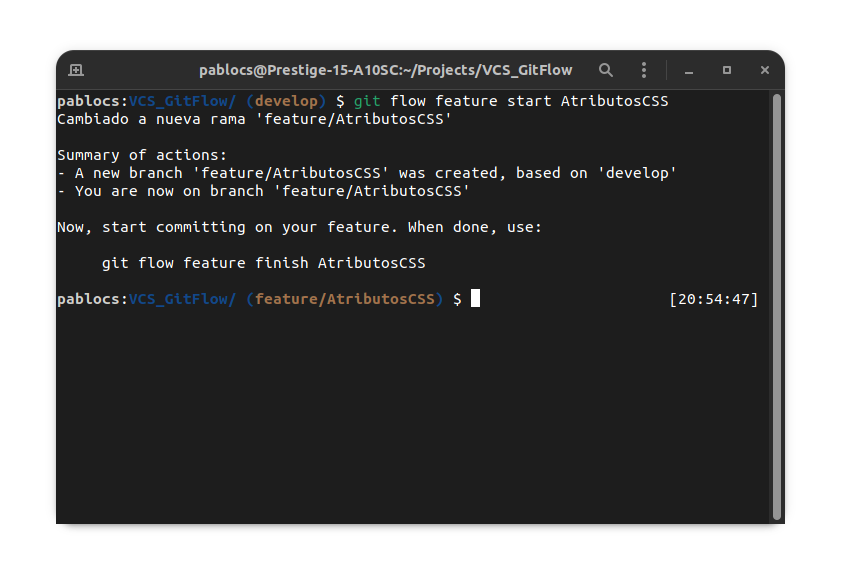 pablocs@Prestige-15-A10SC:~/Projects/VCS_GitFlow
pablocs:VCS_GitFlow/ (develop) $ git flow feature start AtributosCSS
Cambiado a nueva rama 'feature/AtributosCSS'
Summary of actions:
- A new branch 'feature/AtributosCSS' was created, based on 'develop'
- You are now on branch 'feature/AtributosCSS'
Now, start committing on your feature. When done, use:
git flow feature finish AtributosCSS
pablocs:VCS_GitFlow/ (feature/AtributosCSS) $ [20:54:47]